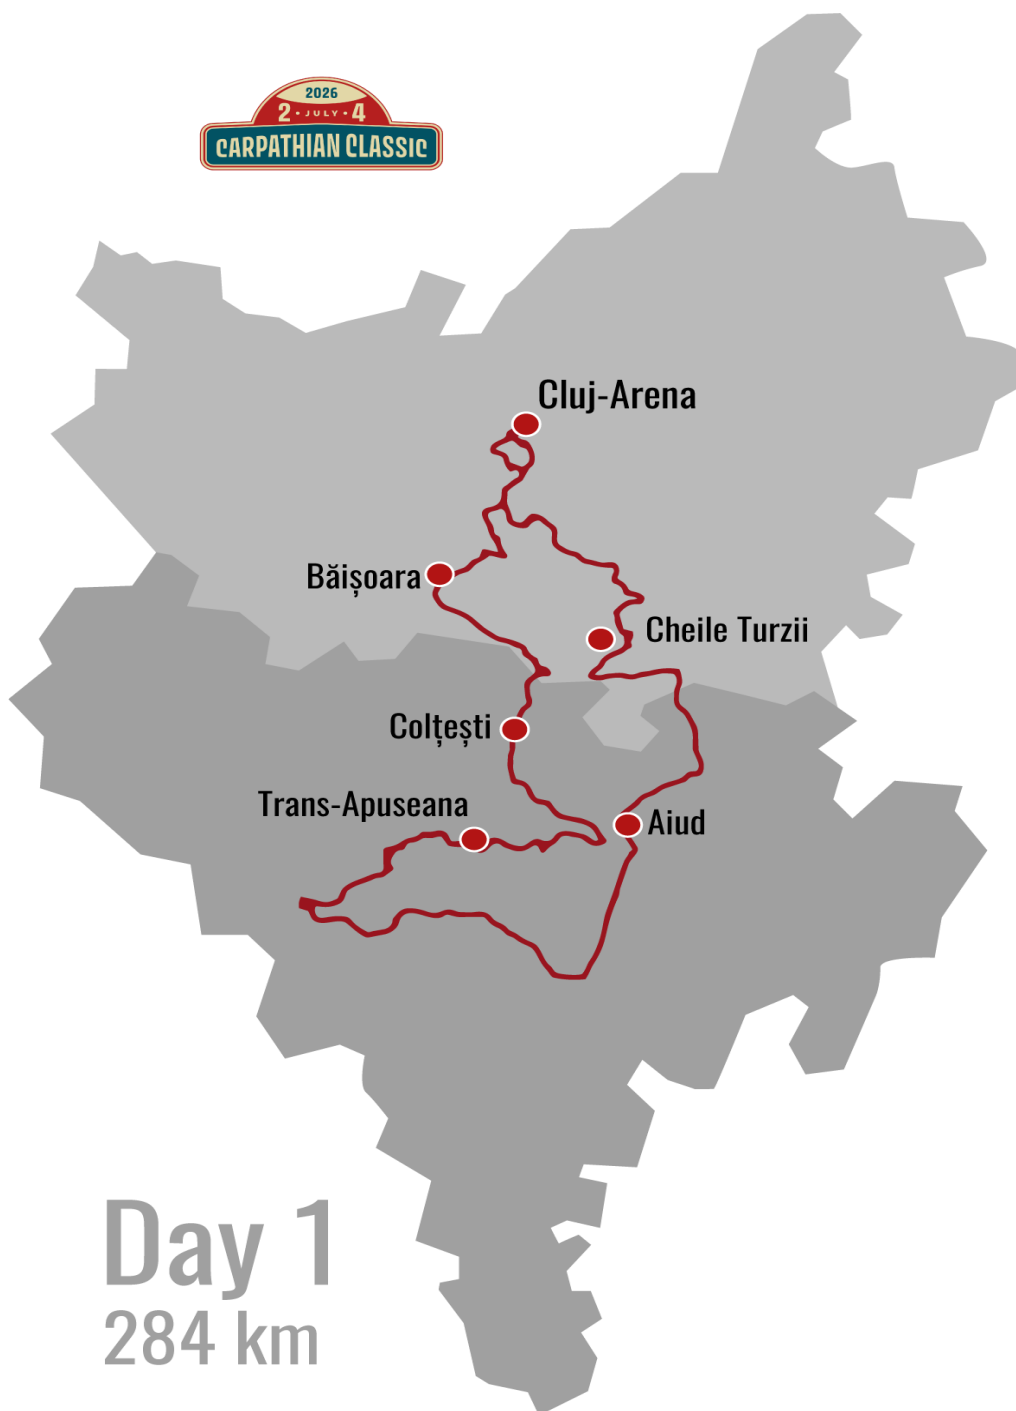 2026
2 • JULY • 4
CARPATHIAN CLASSIC
Cluj-Arena
Băișoara
Cheile Turzii
Colțești
Trans-Apuseana
Aiud
Day 1
284 km